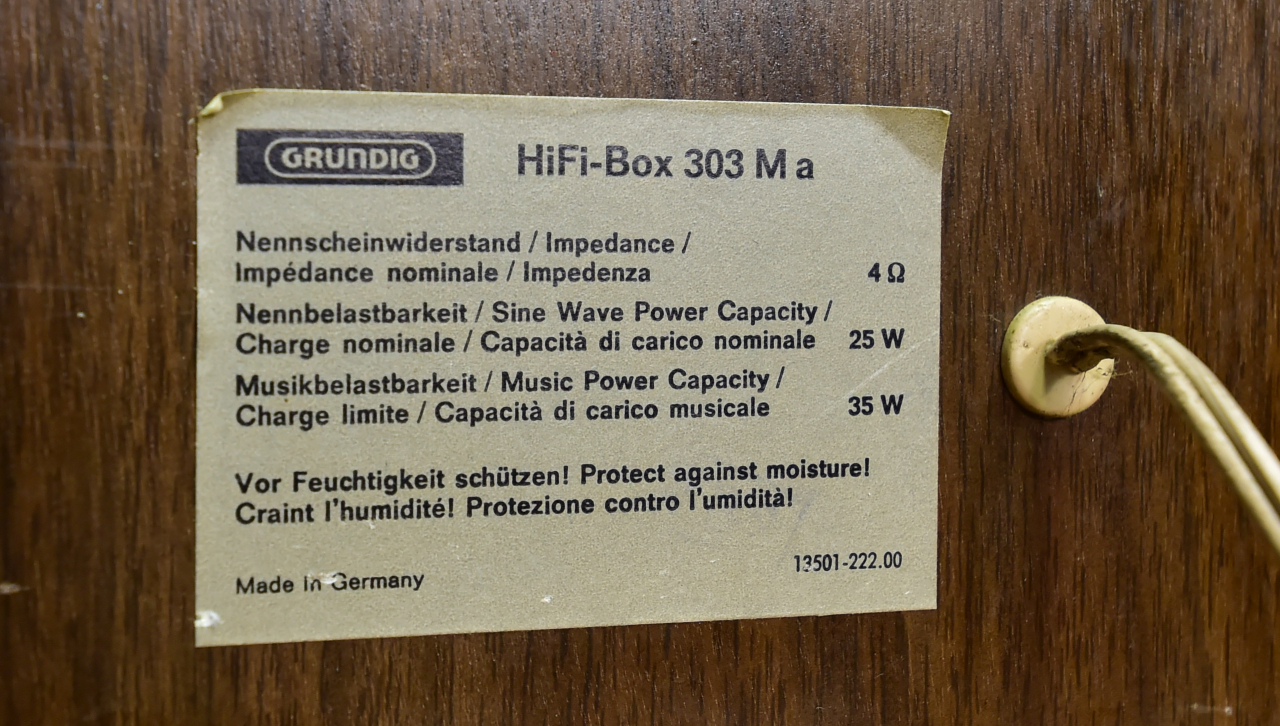 GRUNDIG HiFi-Box 303 M a
Nennscheinwiderstand / Impedance /
Impédance nominale / Impedenza 4 Ω
Nennbelastbarkeit / Sine Wave Power Capacity /
Charge nominale / Capacità di carico nominale 25 W
Musikbelastbarkeit / Music Power Capacity /
Charge limite / Capacità di carico musicale 35 W
Vor Feuchtigkeit schützen! Protect against moisture!
Craint l'humidité! Protezione contro l'umidità!
13501-222.00
Made in Germany